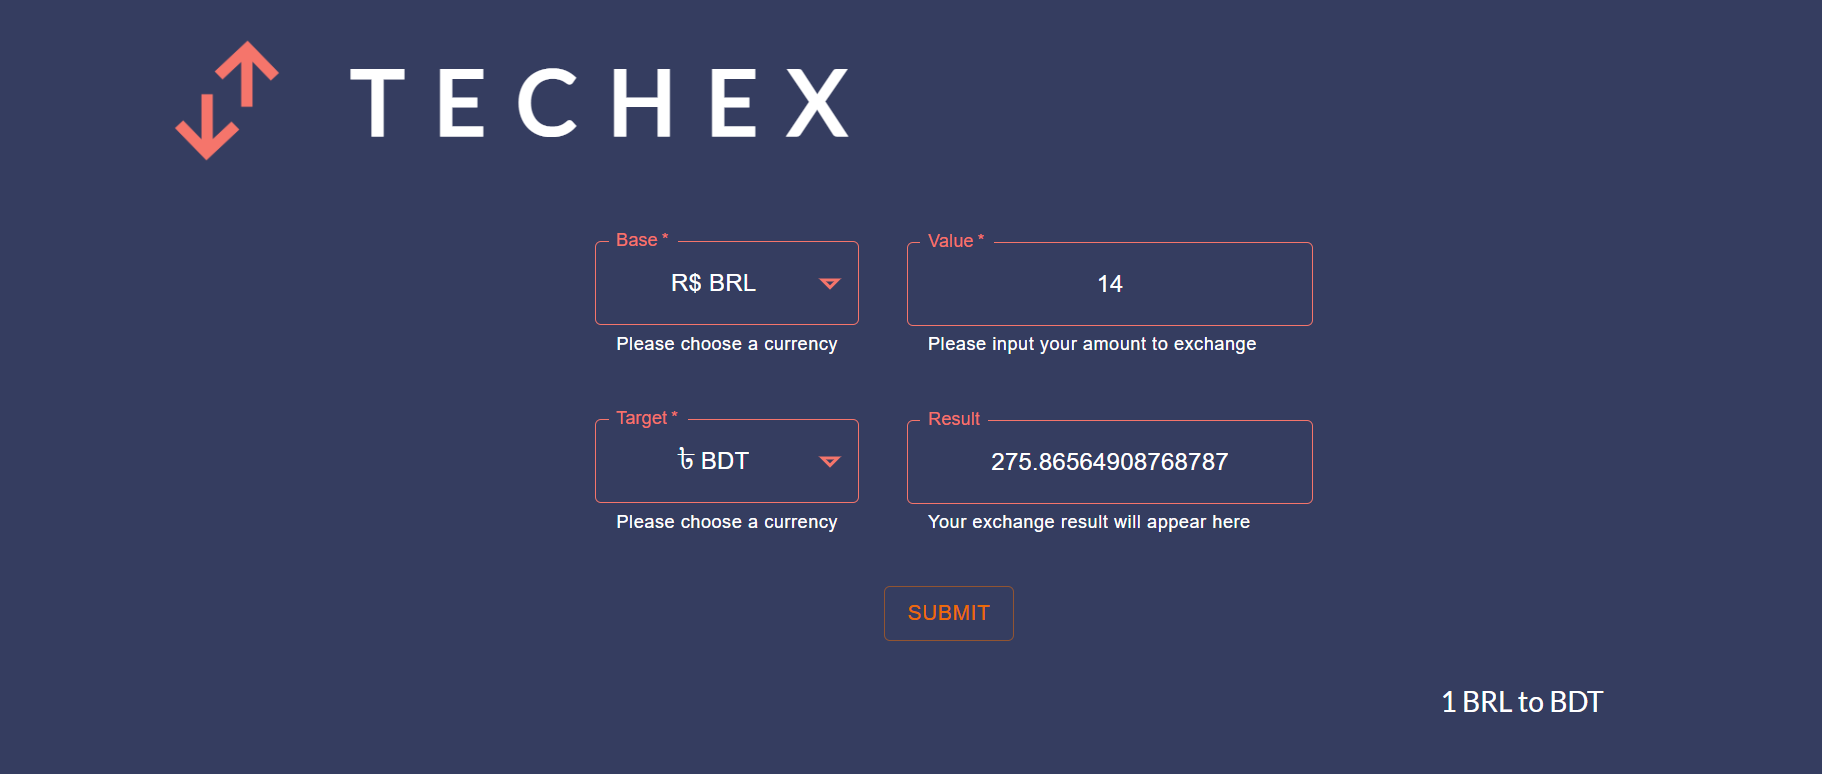 TECHEX
Base *
R$ BRL
Please choose a currency
Value *
14
Please input your amount to exchange
Target *
৳ BDT
Please choose a currency
Result
275.86564908768787
Your exchange result will appear here
SUBMIT
1 BRL to BDT